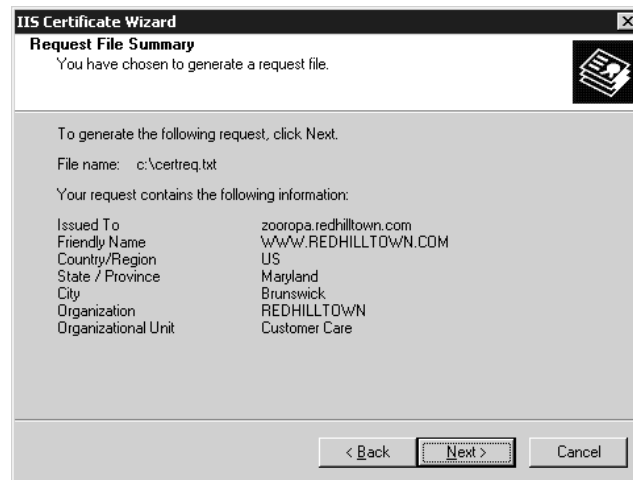 IIS Certificate Wizard
Request File Summary
You have chosen to generate a request file.
To generate the following request, click Next.
File name: c:\certreq.txt
Your request contains the following information:
Issued To zooropa.redhilltown.com
Friendly Name WWW.REDHILLTOWN.COM
Country/Region US
State / Province Maryland
City Brunswick
Organization REDHILLTOWN
Organizational Unit Customer Care
< Back Next > Cancel